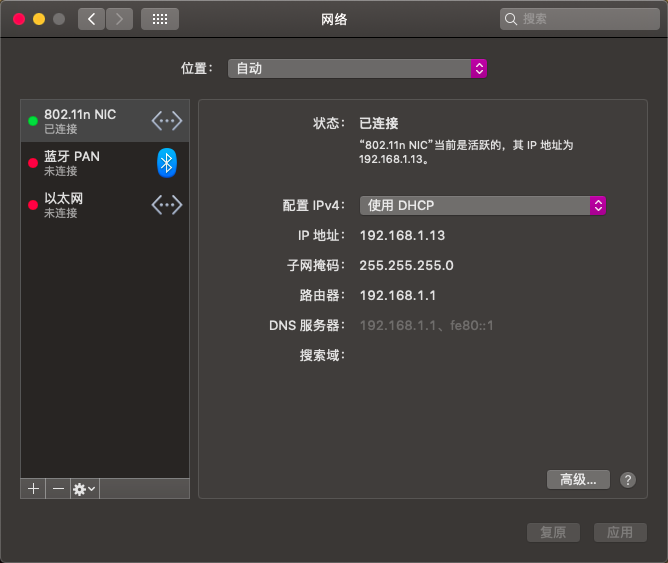 网络
搜索
位置： 自动
802.11n NIC
已连接
蓝牙 PAN
未连接
以太网
未连接
状态： 已连接
“802.11n NIC”当前是活跃的，其 IP 地址为
192.168.1.13。
配置 IPv4： 使用 DHCP
IP 地址： 192.168.1.13
子网掩码： 255.255.255.0
路由器： 192.168.1.1
DNS 服务器： 192.168.1.1、fe80::1
搜索域：
高级...
?
复原
应用